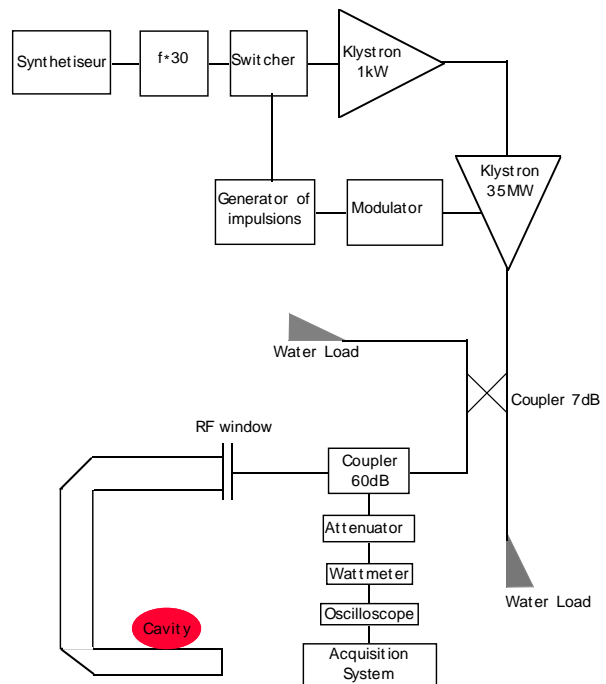 Synthetiseur
f*30
Switcher
Klystron
1kW
Klystron
35MW
Generator of
impulsions
Modulator
Water Load
Coupler 7dB
RF window
Coupler
60dB
Attenuator
Wattmeter
Oscilloscope
Acquisition
System
Cavity
Water Load